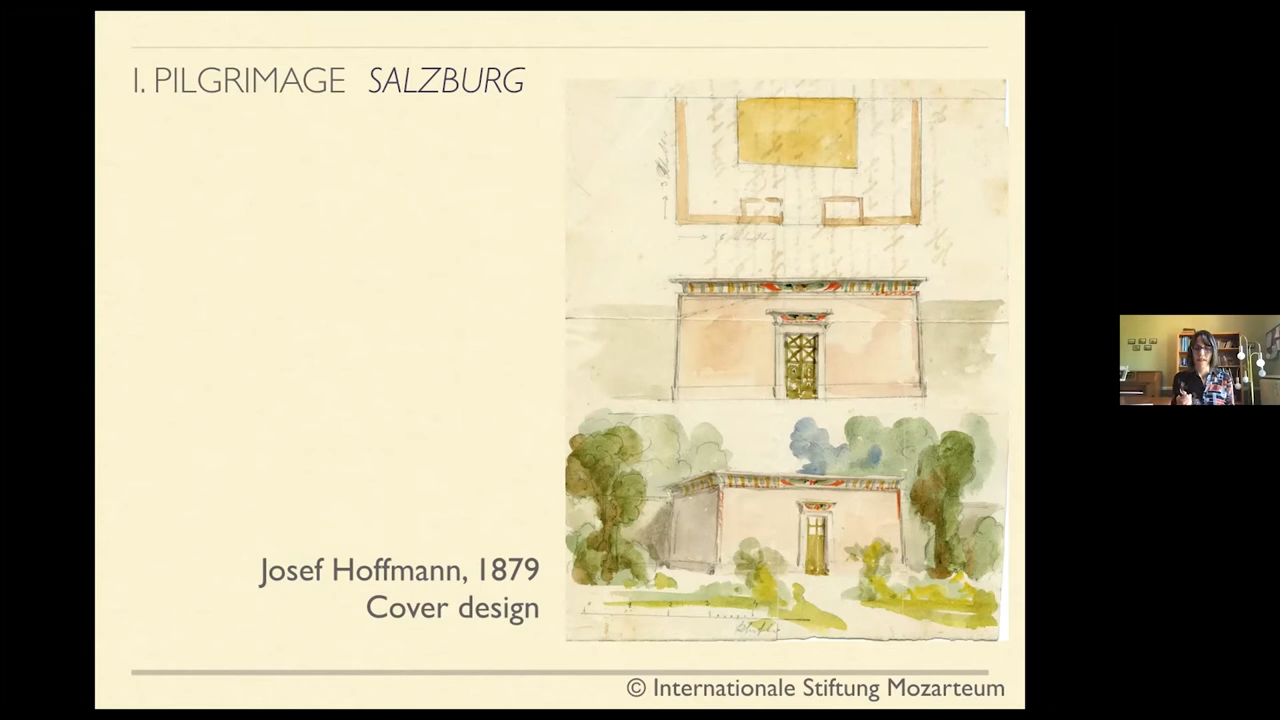 I. PILGRIMAGE SALZBURG
Josef Hoffmann, 1879
Cover design
© Internationale Stiftung Mozarteum